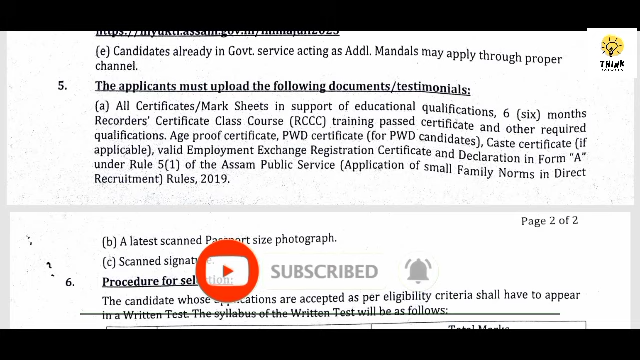 (e) Candidates already in Govt. service acting as Addl. Mandals may apply through proper
channel.
THINK
5. The applicants must upload the following documents/testimonials:
(a) All Certificates/Mark Sheets in support of educational qualifications, 6 (six) months
Recorders' Certificate Class Course (RCCC) training passed certificate and other required
qualifications. Age proof certificate, PWD certificate (for PWD candidates), Caste certificate (if
applicable), valid Employment Exchange Registration Certificate and Declaration in Form "A"
under Rule 5(1) of the Assam Public Service (Application of small Family Norms in Direct
Recruitment) Rules, 2019.
Page 2 of 2
(b) A latest scanned Passport size photograph.
(c) Scanned signature.
SUBSCRIBED
6. Procedure for selection:
The candidate whose applications are accepted as per eligibility criteria shall have to appear
in a Written Test. The syllabus of the Written Test will be as follows:
Total Marks